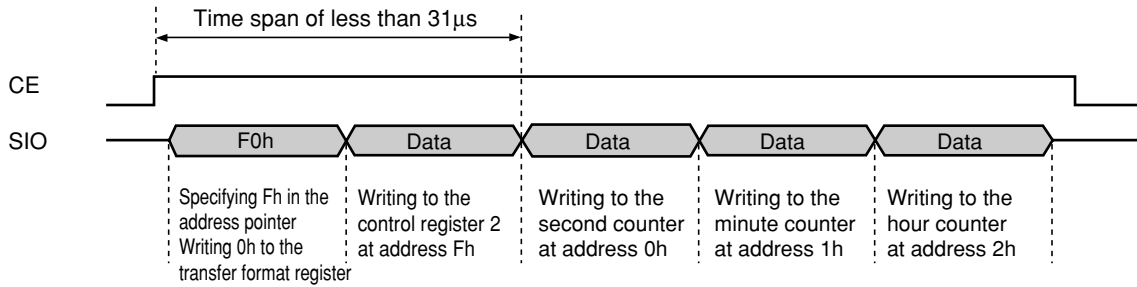 Time span of less than 31μs
CE
SIO
F0h
Data
Data
Data
Data
Specifying Fh in the
address pointer
Writing 0h to the
transfer format register
Writing to the
control register 2
at address Fh
Writing to the
second counter
at address 0h
Writing to the
minute counter
at address 1h
Writing to the
hour counter
at address 2h